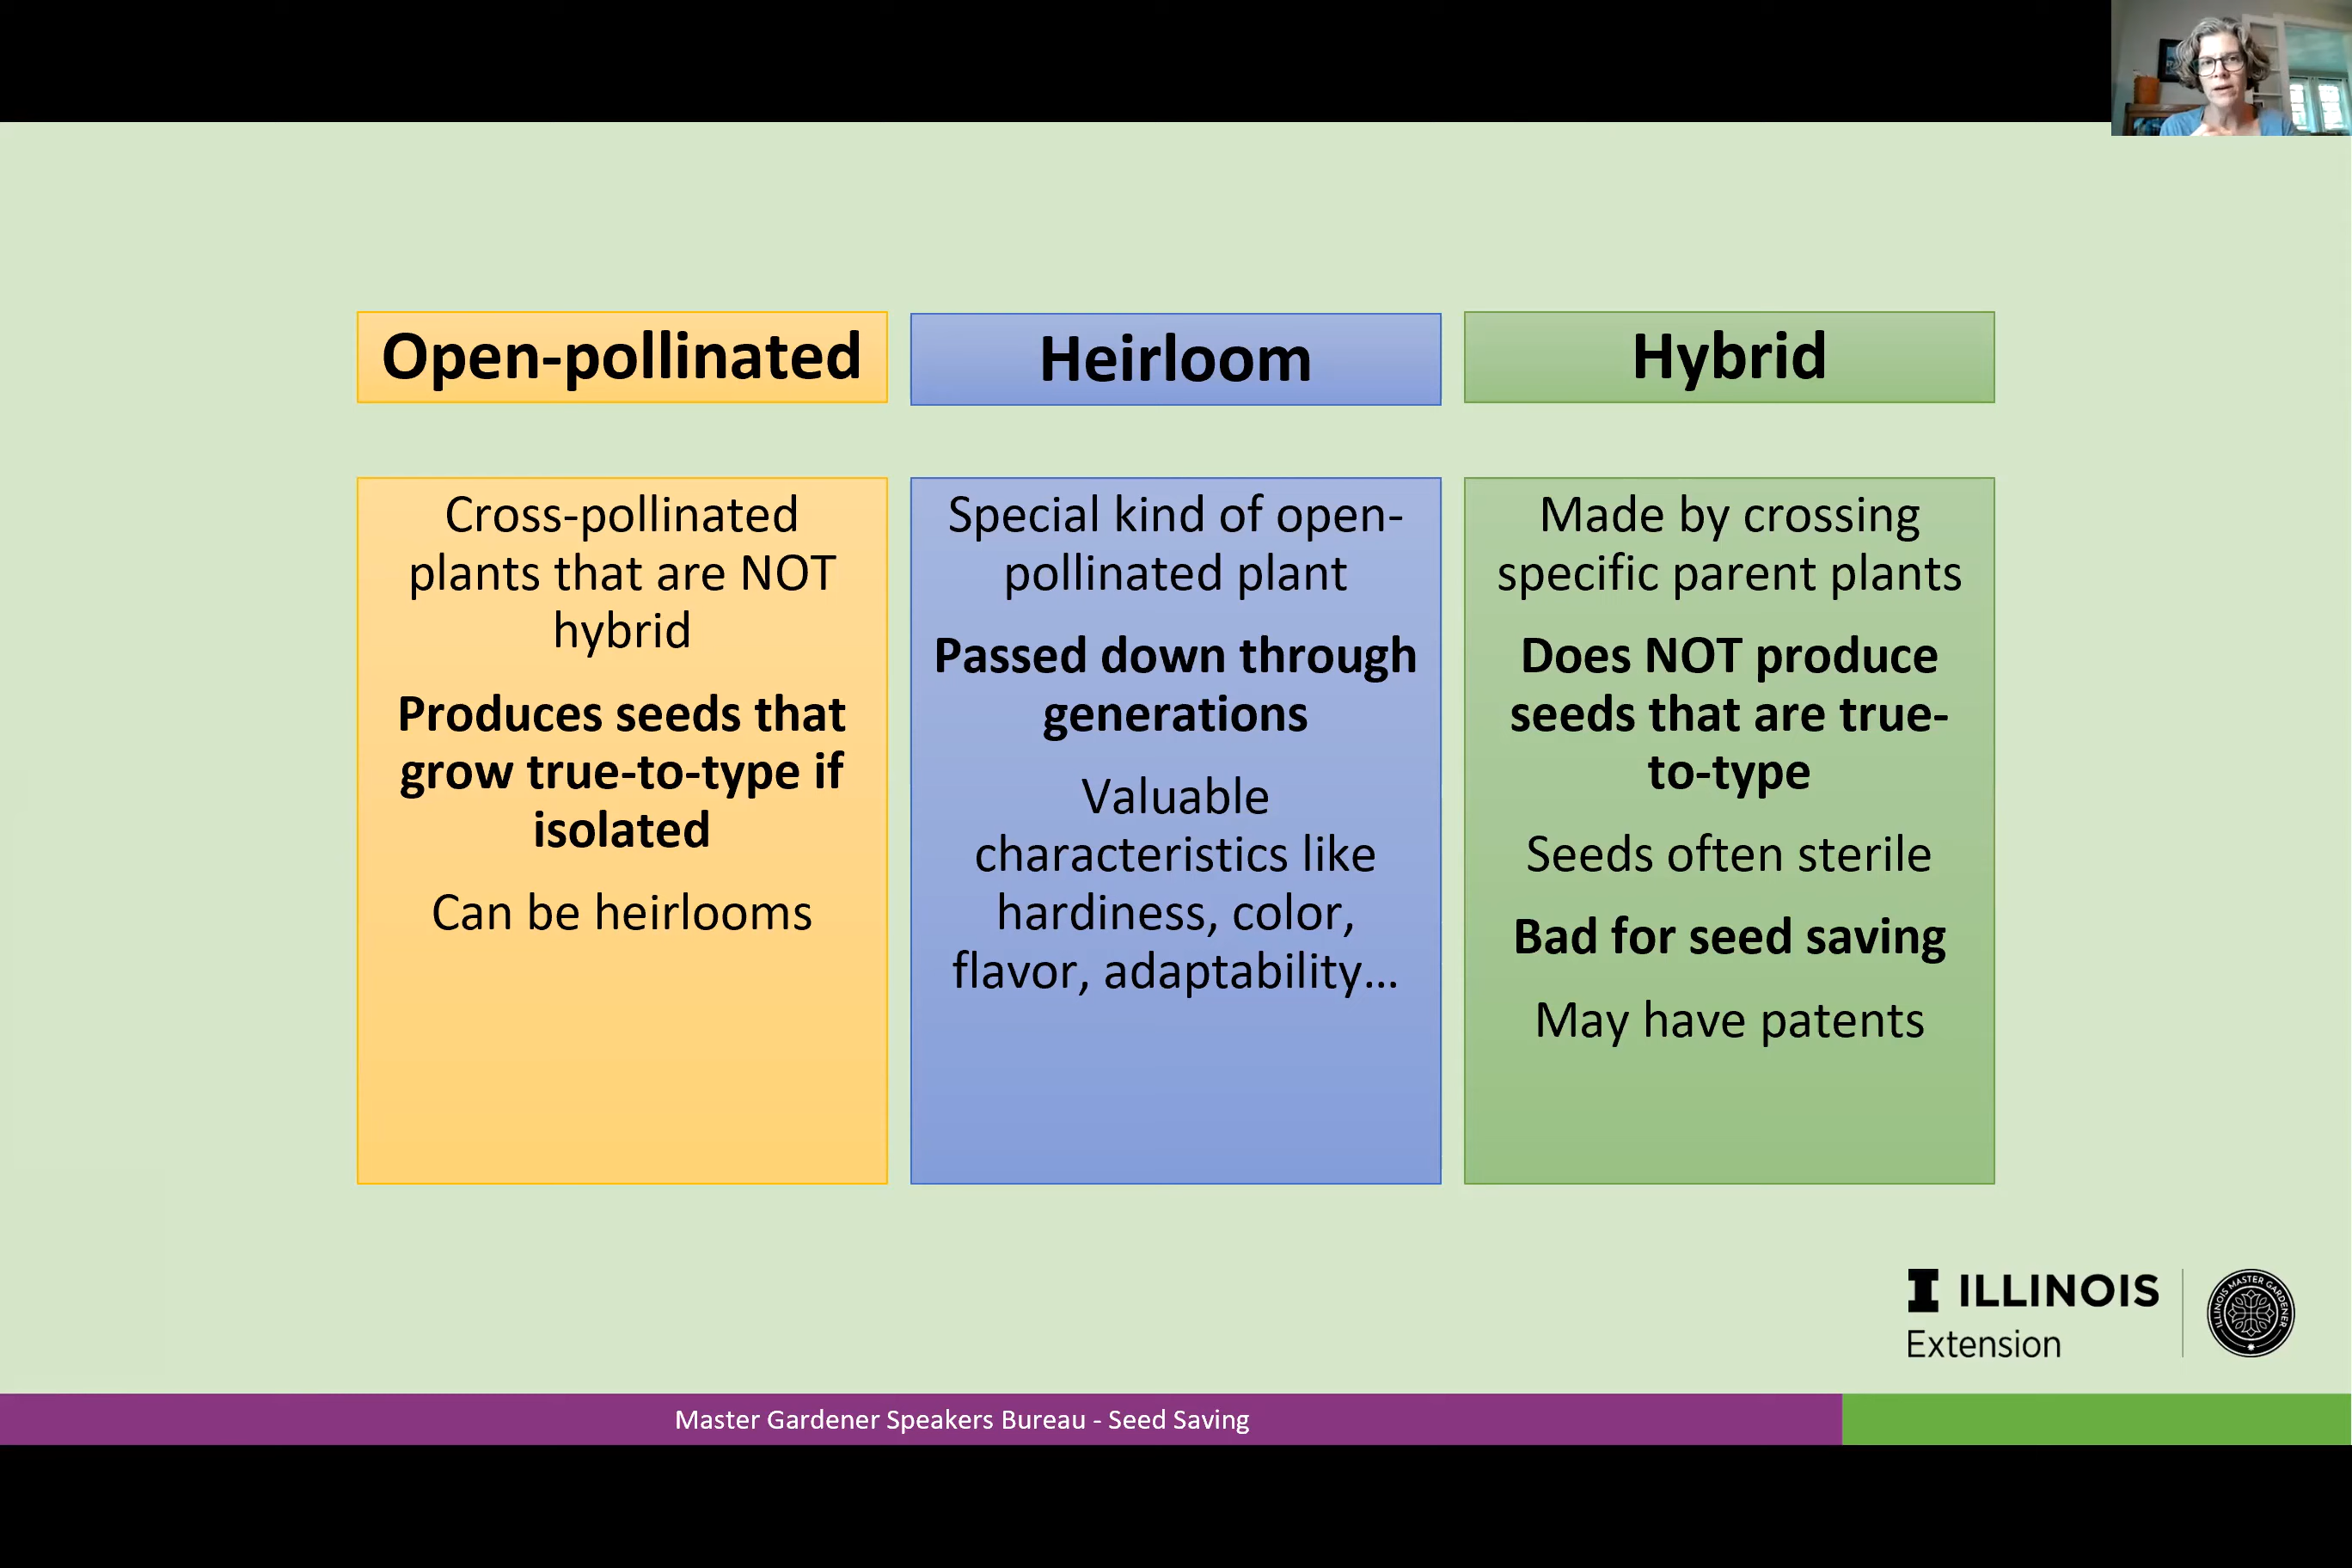 Open-pollinated
Cross-pollinated
plants that are NOT
hybrid
Produces seeds that
grow true-to-type if
isolated
Can be heirlooms
Heirloom
Special kind of open-
pollinated plant
Passed down through
generations
Valuable
characteristics like
hardiness, color,
flavor, adaptability...
Hybrid
Made by crossing
specific parent plants
Does NOT produce
seeds that are true-
to-type
Seeds often sterile
Bad for seed saving
May have patents
I ILLINOIS
Extension
ILLINOIS MASTER GARDENER
Master Gardener Speakers Bureau - Seed Saving